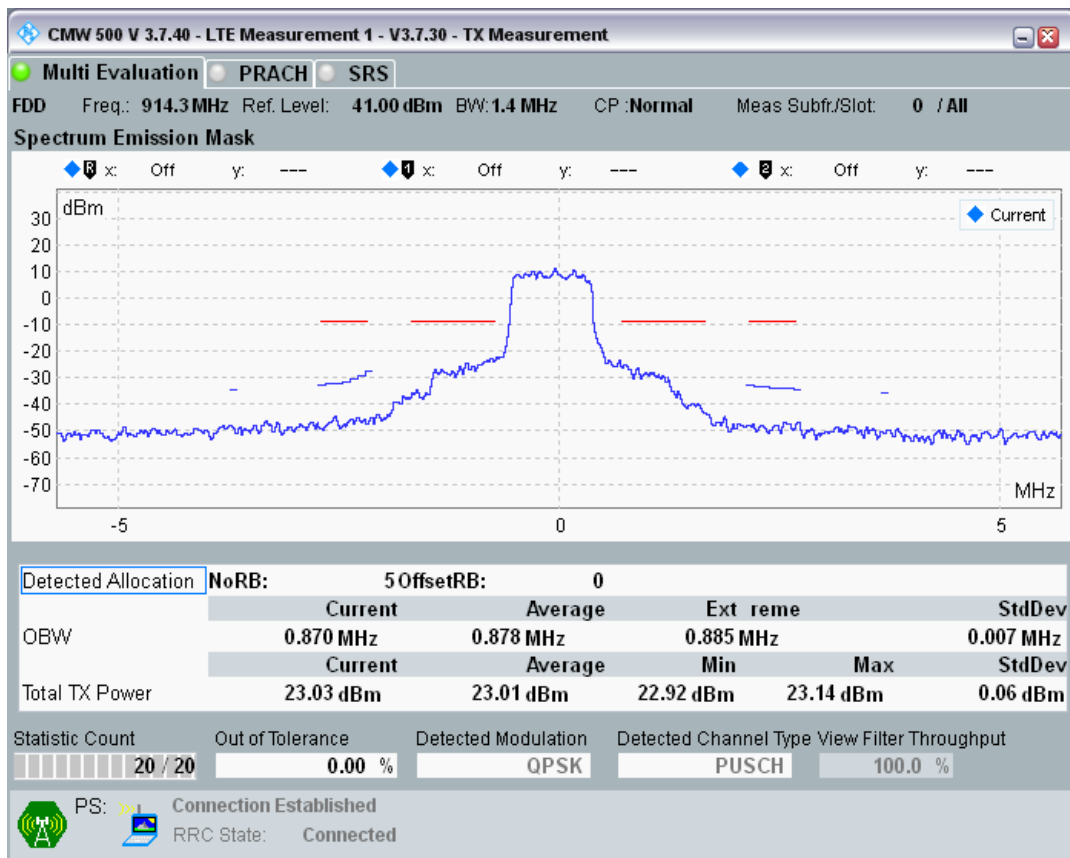 CMW 500 V 3.7.40 - LTE Measurement 1 - V3.7.30 - TX Measurement
Multi Evaluation PRACH SRS
FDD Freq.: 914.3 MHz Ref. Level: 41.00 dBm BW: 1.4 MHz CP :Normal Meas Subfr./Slot: 0 / All
Spectrum Emission Mask
R x: Off y: --- 1 x: Off y: --- 2 x: Off y: ---
dBm
Current
30
20
10
0
-10
-20
-30
-40
-50
-60
-70
MHz
-5 0 5
Detected Allocation NoRB: 5 OffsetRB: 0
Current Average Ext reme StdDev
OBW 0.870 MHz 0.878 MHz 0.885 MHz 0.007 MHz
Current Average Min Max StdDev
Total TX Power 23.03 dBm 23.01 dBm 22.92 dBm 23.14 dBm 0.06 dBm
Statistic Count Out of Tolerance Detected Modulation Detected Channel Type View Filter Throughput
20 / 20 0.00 % QPSK PUSCH 100.0 %
PS: Connection Established
RRC State: Connected